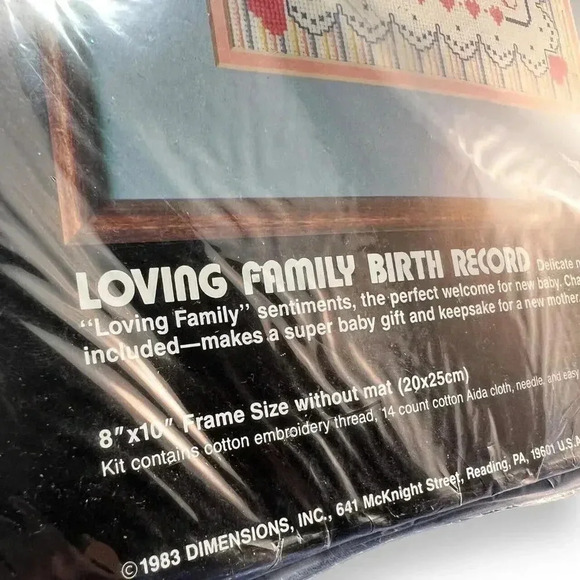 LOVING FAMILY BIRTH RECORD Delicate
"Loving Family" sentiments, the perfect welcome for new baby.
included—makes a super baby gift and keepsake for a new mother
8"x10" Frame Size without mat (20x25cm)
Kit contains cotton embroidery thread, 14 count cotton Aida cloth, needle, and easy
©1983 DIMENSIONS, INC., 641 McKnight Street, Reading, PA, 19601 U.S.A